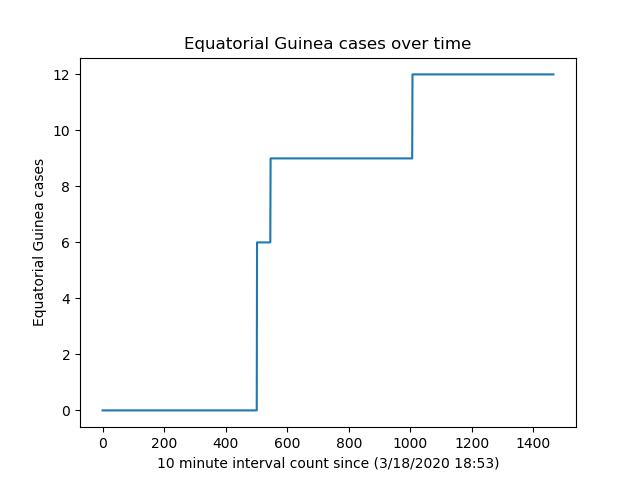 Equatorial Guinea cases over time
Equatorial Guinea cases
12
10
8
6
4
2
0
0 200 400 600 800 1000 1200 1400
10 minute interval count since (3/18/2020 18:53)